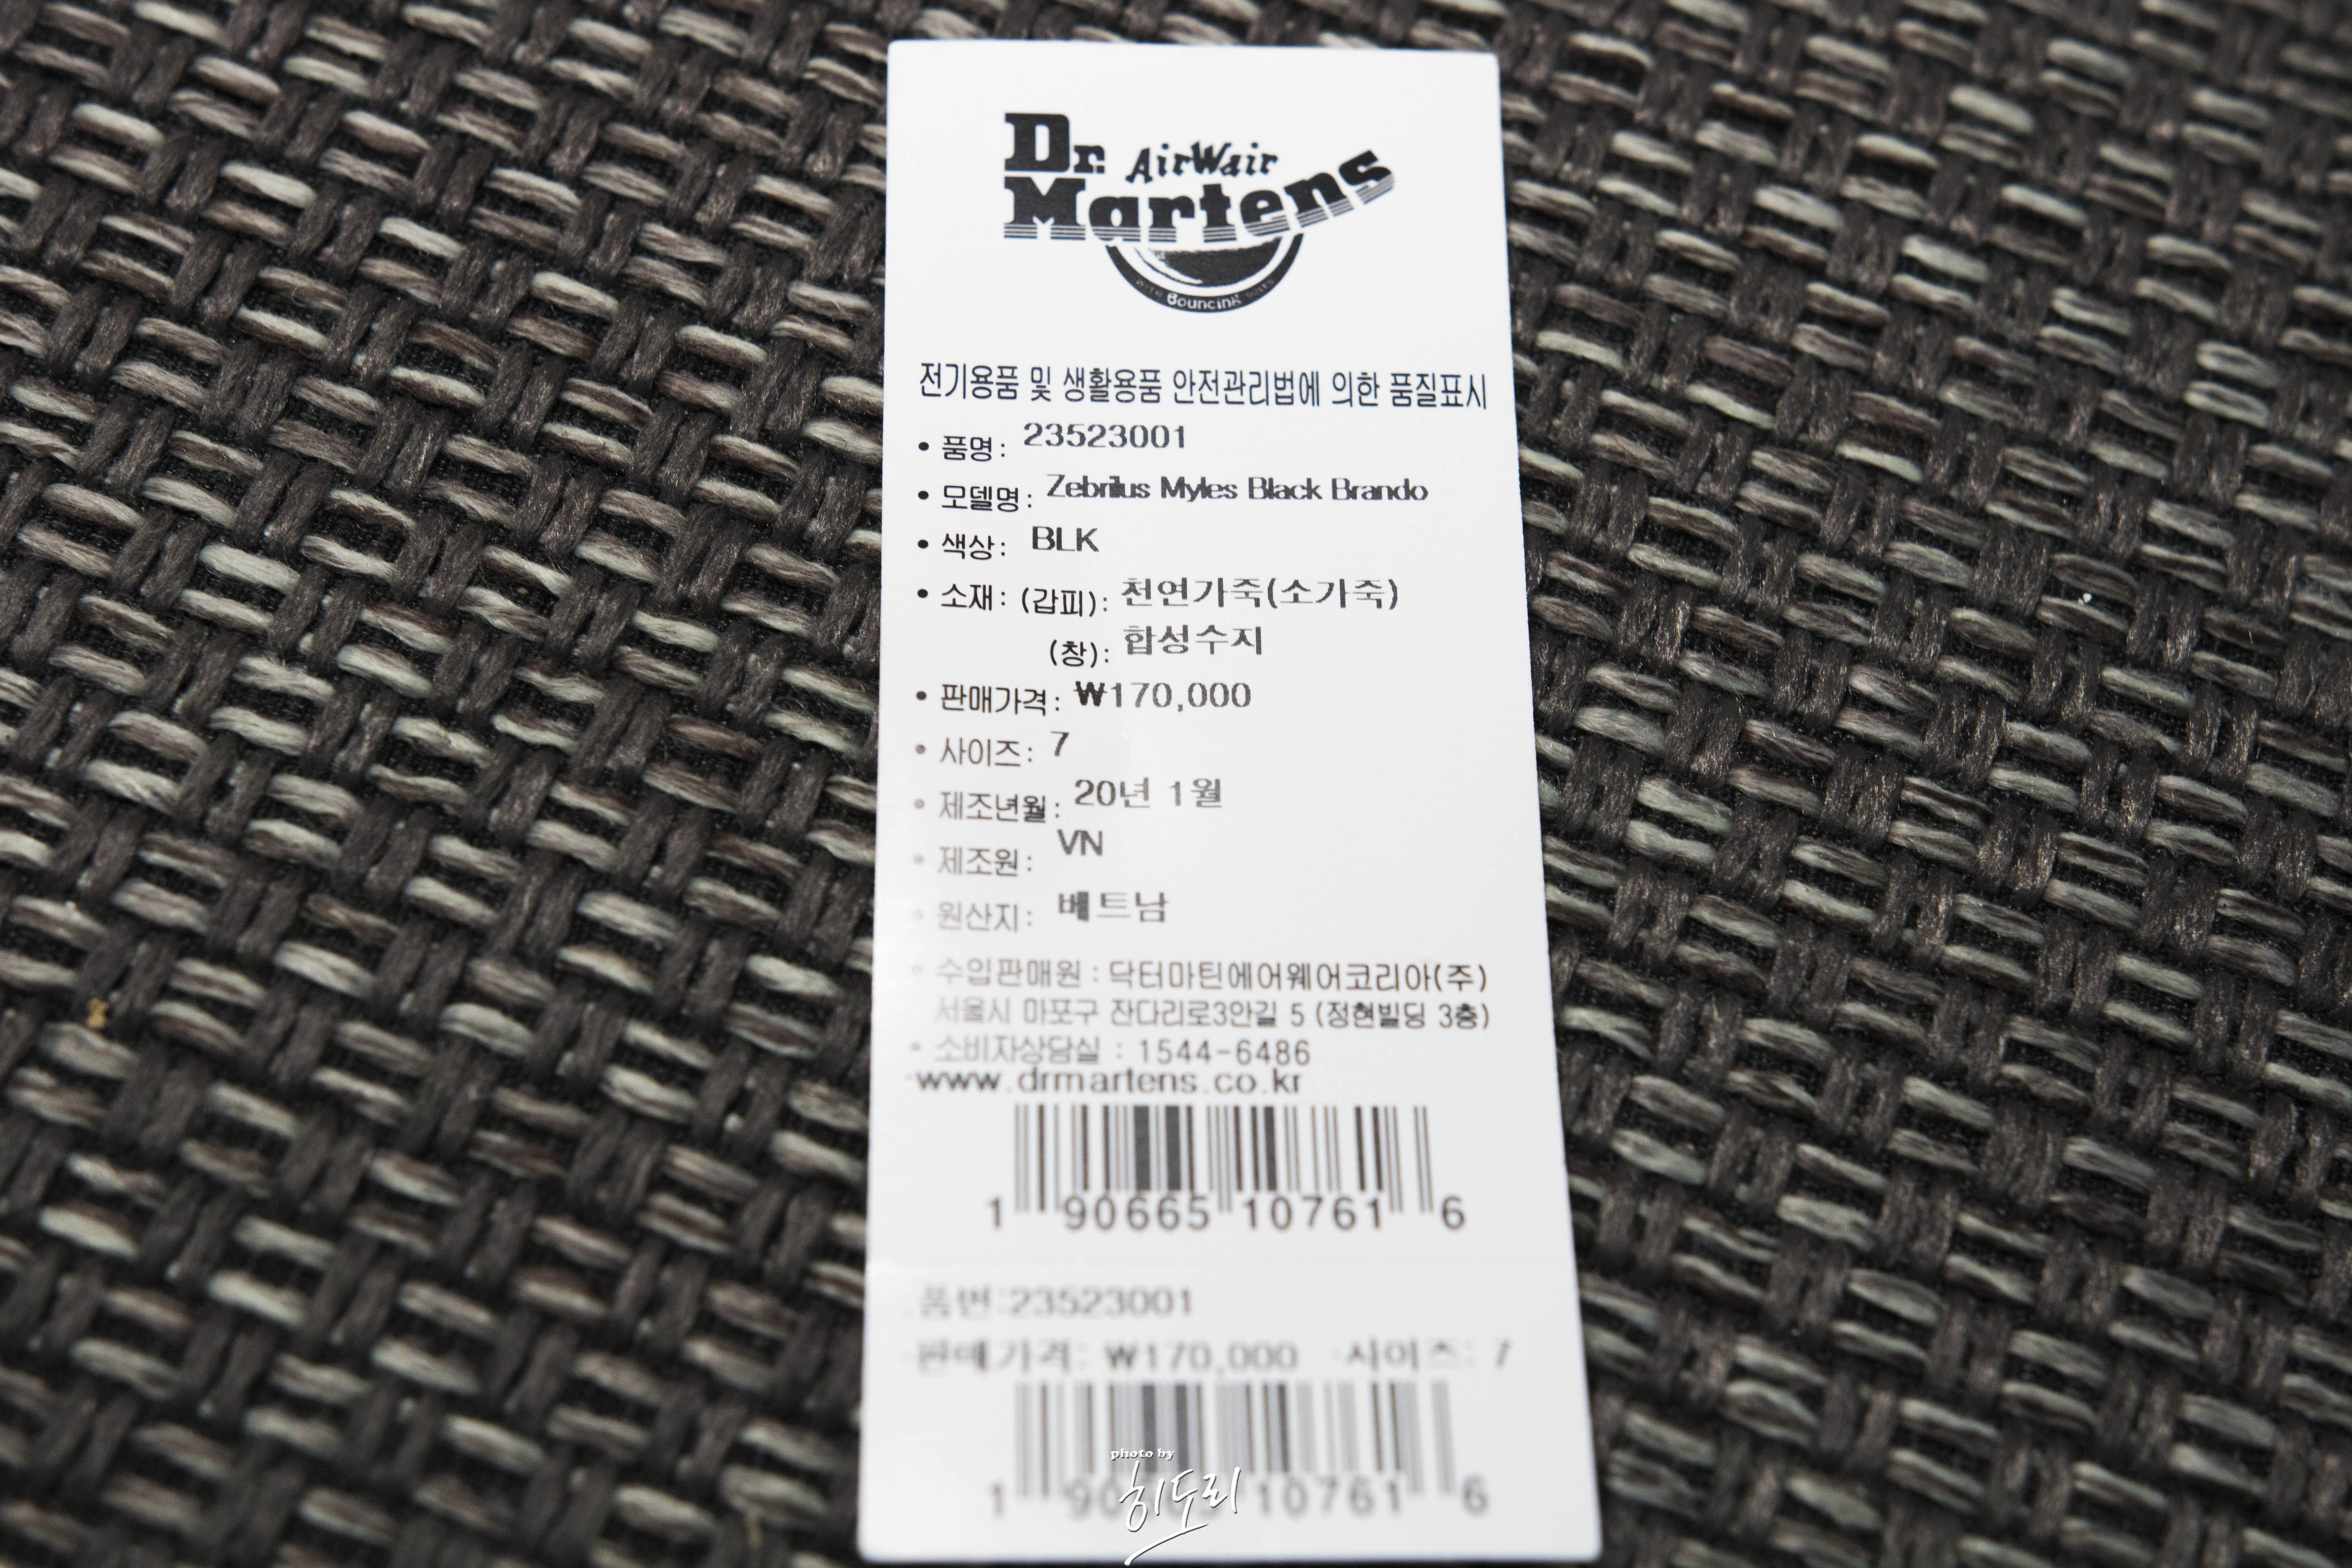 Dr. AirWair
Martens
WITH Bouncing SOLES
전기용품 및 생활용품 안전관리법에 의한 품질표시
• 품명: 23523001
• 모델명: Zebrilus Myles Black Brando
• 색상: BLK
• 소재: (갑피): 천연가죽(소가죽)
(창): 합성수지
• 판매가격: ₩170,000
• 사이즈: 7
• 제조년월: 20년 1월
• 제조원: VN
• 원산지: 베트남
• 수입판매원 : 닥터마틴에어웨어코리아(주)
서울시 마포구 잔다리로3안길 5 (정현빌딩 3층)
• 소비자상담실 : 1544-6486
·www.drmartens.co.kr
1 90665 10761 6
·품번:23523001
·판매가격: ₩170,000 ·사이즈: 7
1 90 10761 6
photo by
히도리